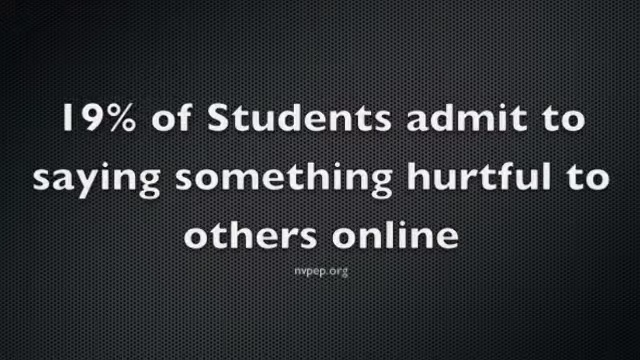 19% of Students admit to
saying something hurtful to
others online
nvpep.org